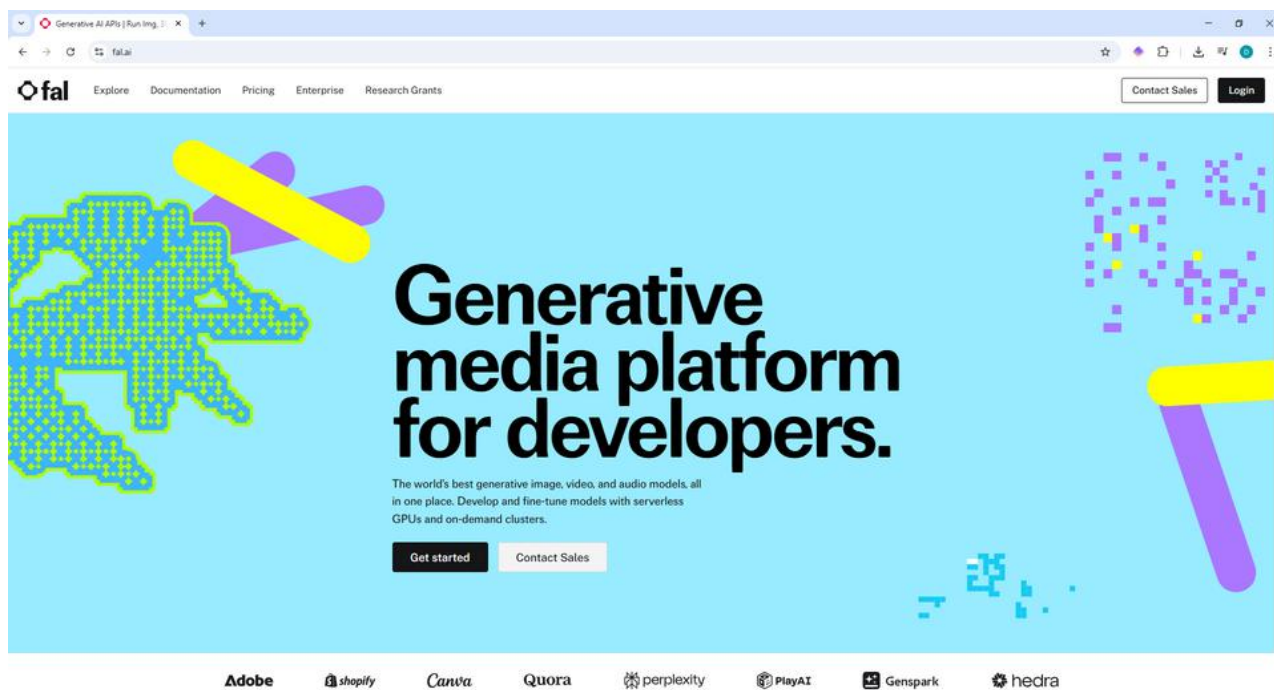 Generative AI APIs | Run Img, 3
fal.ai
fal
Explore Documentation Pricing Enterprise Research Grants
Contact Sales Login
Generative
media platform
for developers.
The world's best generative image, video, and audio models, all
in one place. Develop and fine-tune models with serverless
GPUs and on-demand clusters.
Get started Contact Sales
Adobe shopify Canva Quora perplexity PlayAI Genspark hedra